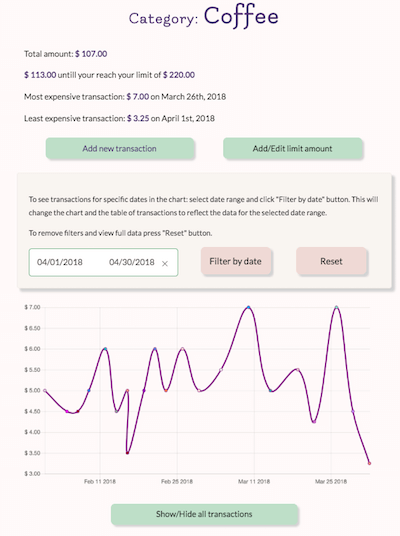 Category: Coffee
Total amount: $ 107.00
$ 113.00 untill your reach your limit of $ 220.00
Most expensive transaction: $ 7.00 on March 26th, 2018
Least expensive transaction: $ 3.25 on April 1st, 2018
Add new transaction
Add/Edit limit amount
To see transactions for specific dates in the chart: select date range and click "Filter by date" button. This will
change the chart and the table of transactions to reflect the data for the selected date range.
To remove filters and view full data press "Reset" button.
04/01/2018 04/30/2018 ×
Filter by date
Reset
$ 7.00
$ 6.50
$ 6.00
$ 5.50
$ 5.00
$ 4.50
$ 4.00
$ 3.50
$ 3.00
Feb 11 2018 Feb 25 2018 Mar 11 2018 Mar 25 2018
Show/Hide all transactions